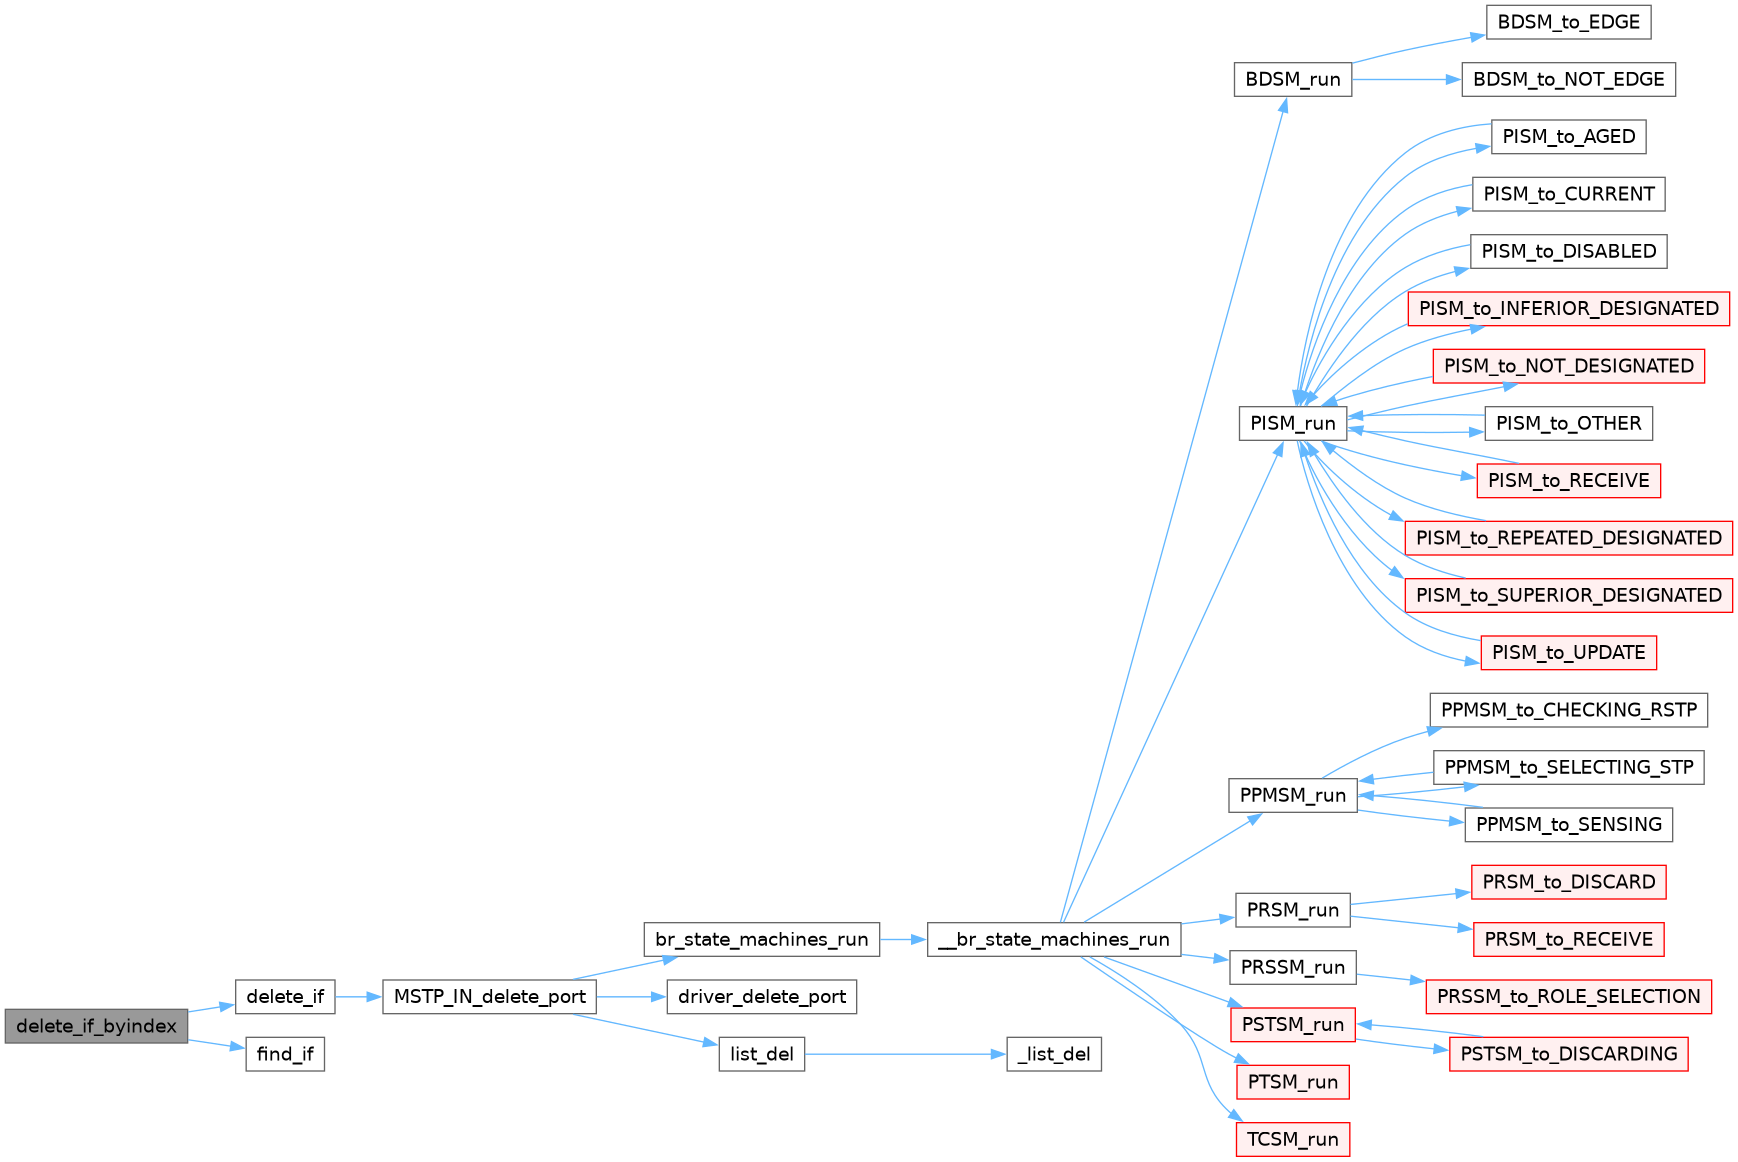 delete_if_byindex
delete_if
find_if
MSTP_IN_delete_port
br_state_machines_run
driver_delete_port
list_del
_list_del
__br_state_machines_run
BDSM_run
BDSM_to_EDGE
BDSM_to_NOT_EDGE
PISM_run
PISM_to_AGED
PISM_to_CURRENT
PISM_to_DISABLED
PISM_to_INFERIOR_DESIGNATED
PISM_to_NOT_DESIGNATED
PISM_to_OTHER
PISM_to_RECEIVE
PISM_to_REPEATED_DESIGNATED
PISM_to_SUPERIOR_DESIGNATED
PISM_to_UPDATE
PPMSM_run
PPMSM_to_CHECKING_RSTP
PPMSM_to_SELECTING_STP
PPMSM_to_SENSING
PRSM_run
PRSM_to_DISCARD
PRSM_to_RECEIVE
PRSSM_run
PRSSM_to_ROLE_SELECTION
PSTSM_run
PSTSM_to_DISCARDING
PTSM_run
TCSM_run